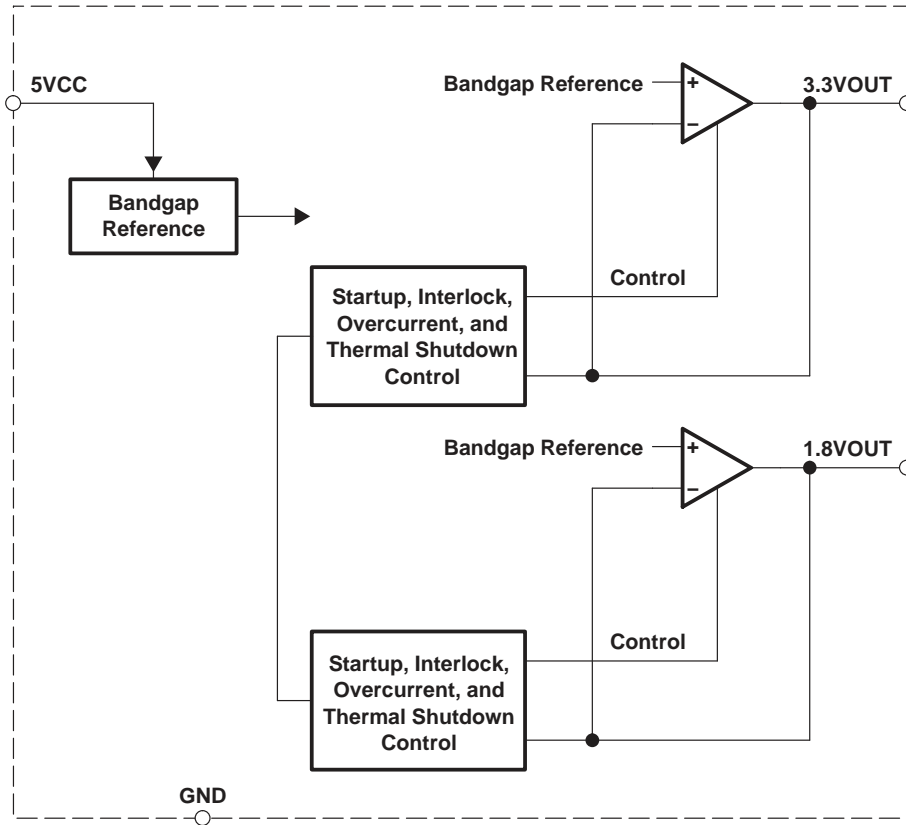 5VCC
Bandgap Reference
+
−
3.3VOUT
Bandgap
Reference
Control
Startup, Interlock,
Overcurrent, and
Thermal Shutdown
Control
Bandgap Reference
+
−
1.8VOUT
Control
Startup, Interlock,
Overcurrent, and
Thermal Shutdown
Control
GND